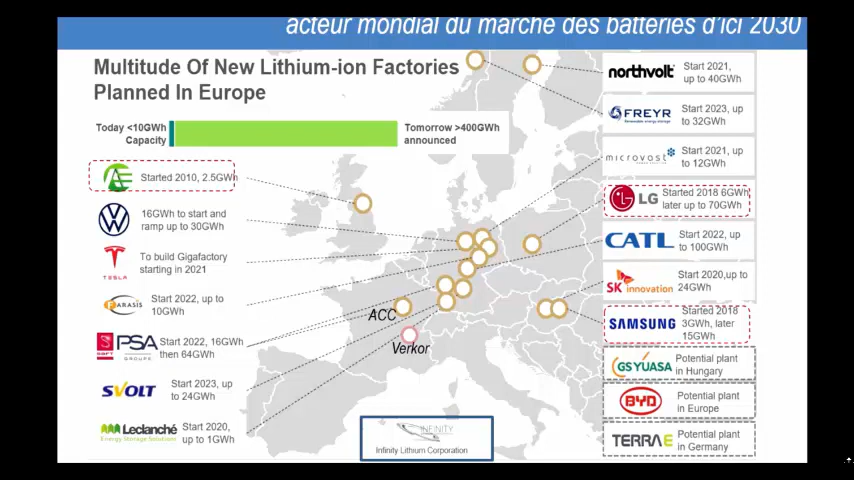 acteur mondial du marché des batteries d'ici 2030
Multitude Of New Lithium-ion Factories
Planned In Europe
Today <10GWh
Capacity
Tomorrow >400GWh
announced
Started 2010, 2.5GWh
16GWh to start and
ramp up to 30GWh
TESLA
To build Gigafactory
starting in 2021
FARASIS
Start 2022, up to
10GWh
PSA
GROUPE
Start 2022, 16GWh
then 64GWh
SVOLT
Start 2023, up
to 24GWh
Leclanché
Energy Storage Solutions
Start 2020,
up to 1GWh
ACC
Verkor
INFINITY
Infinity Lithium Corporation
northvolt
Start 2021,
up to 40GWh
FREYR
Start 2023, up
to 32GWh
microvast
Start 2021, up
to 12GWh
LG
Started 2018 6GWh
later up to 70GWh
CATL
Start 2022, up
to 100GWh
SK innovation
Start 2020,up to
24GWh
SAMSUNG
Started 2018
3GWh, later
15GWh
GS YUASA
Potential plant
in Hungary
BYD
Potential plant
in Europe
TERRA E
Potential plant
in Germany